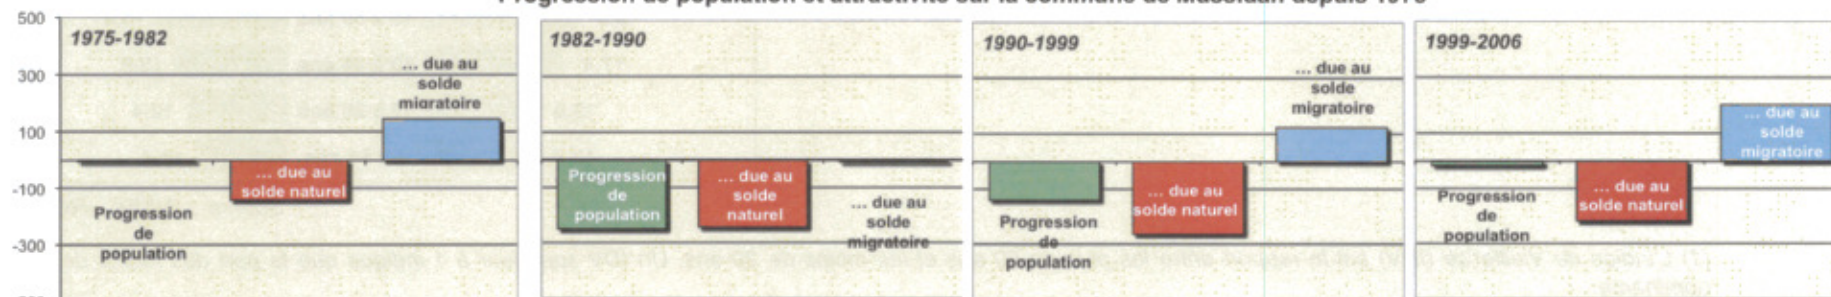 500
300
100
-100
-300
1975-1982
... due au
solde
migratoire
... due au
solde naturel
Progression
de
population
1982-1990
Progression
de
population
... due au
solde
naturel
... due au
solde
migratoire
1990-1999
... due au
solde
migratoire
... due au
solde naturel
Progression
de
population
1999-2006
... due au
solde
migratoire
... due au
solde naturel
Progression
de
population